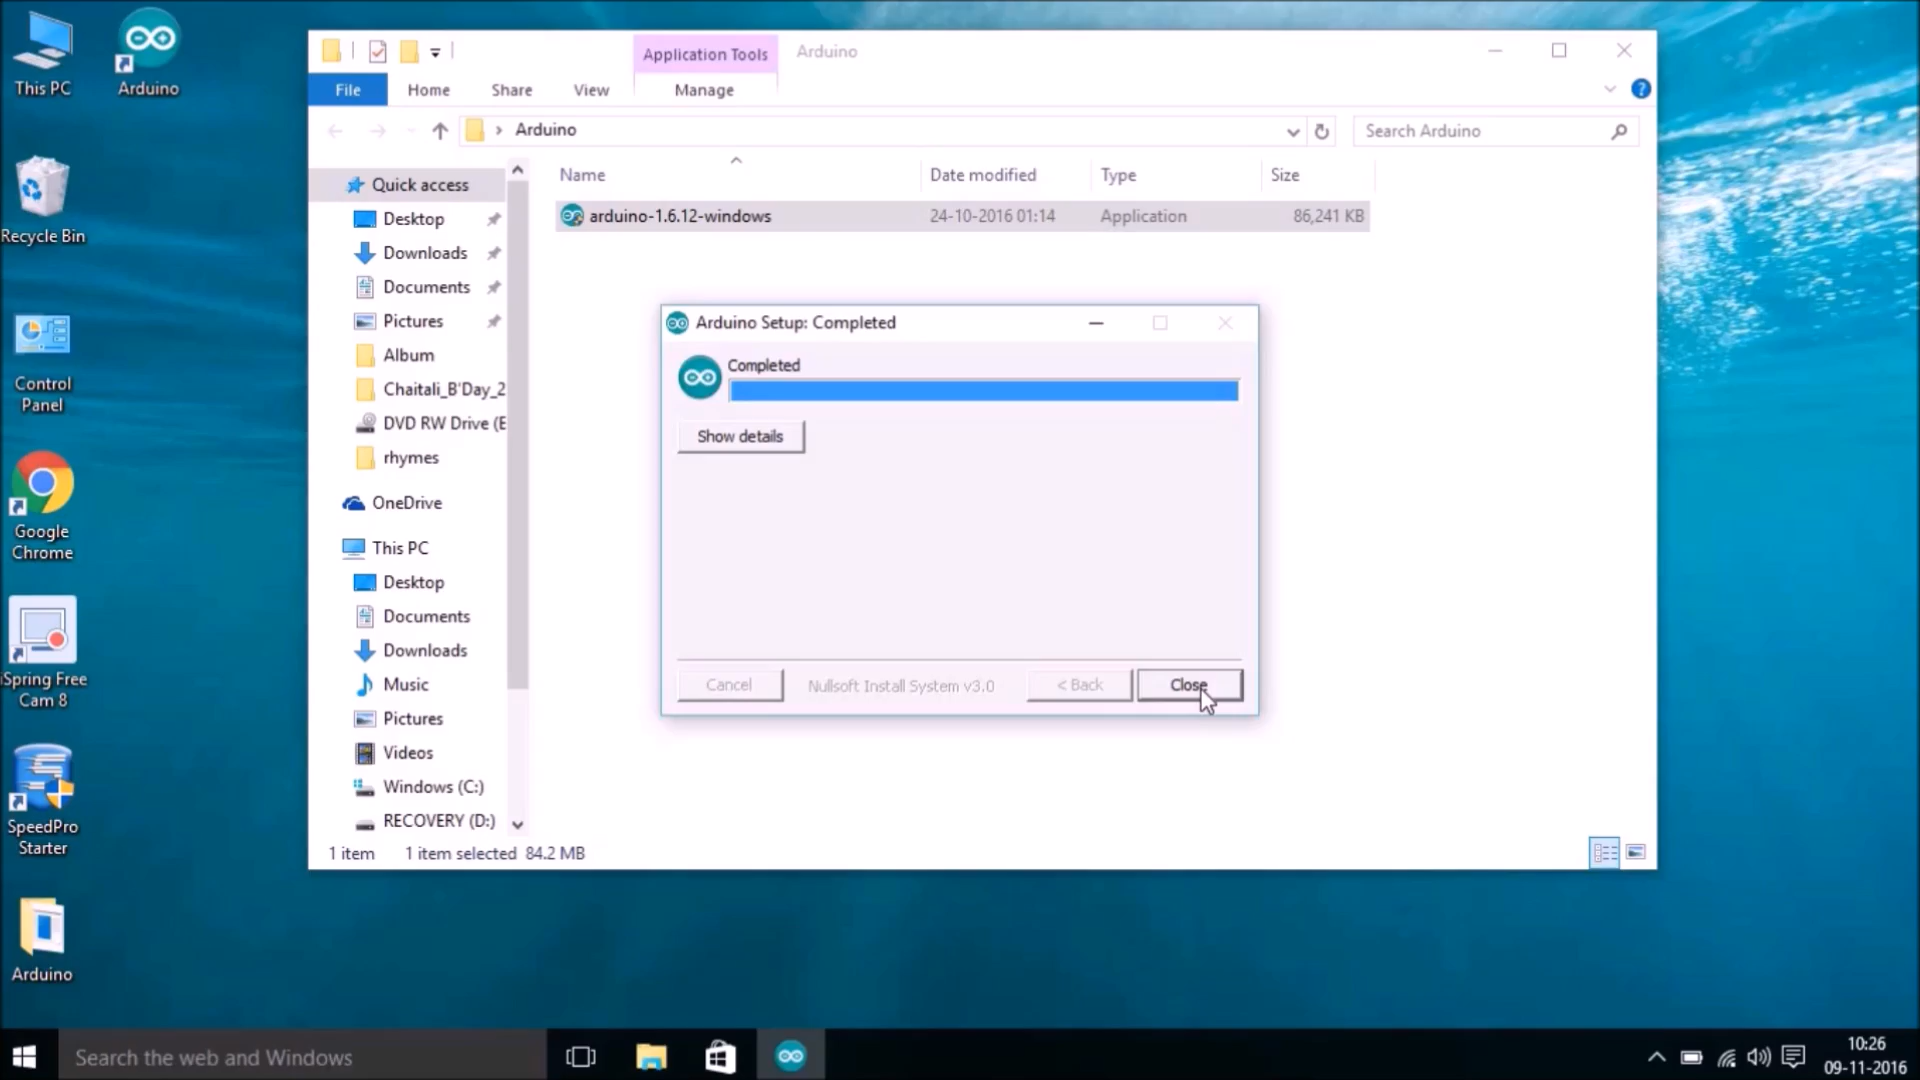 This PC
Arduino
Recycle Bin
Control
Panel
Google
Chrome
iSpring Free
Cam 8
SpeedPro
Starter
Arduino
Application Tools
Arduino
File
Home
Share
View
Manage
Arduino
Search Arduino
Quick access
Desktop
Downloads
Documents
Pictures
Album
Chaitali_B'Day_2
DVD RW Drive (E
rhymes
OneDrive
This PC
Desktop
Documents
Downloads
Music
Pictures
Videos
Windows (C:)
RECOVERY (D:)
Name Date modified Type Size
arduino-1.6.12-windows 24-10-2016 01:14 Application 86,241 KB
Arduino Setup: Completed
Completed
Show details
Cancel
Nullsoft Install System v3.0
< Back
Close
1 item 1 item selected 84.2 MB
Search the web and Windows
10:26
09-11-2016